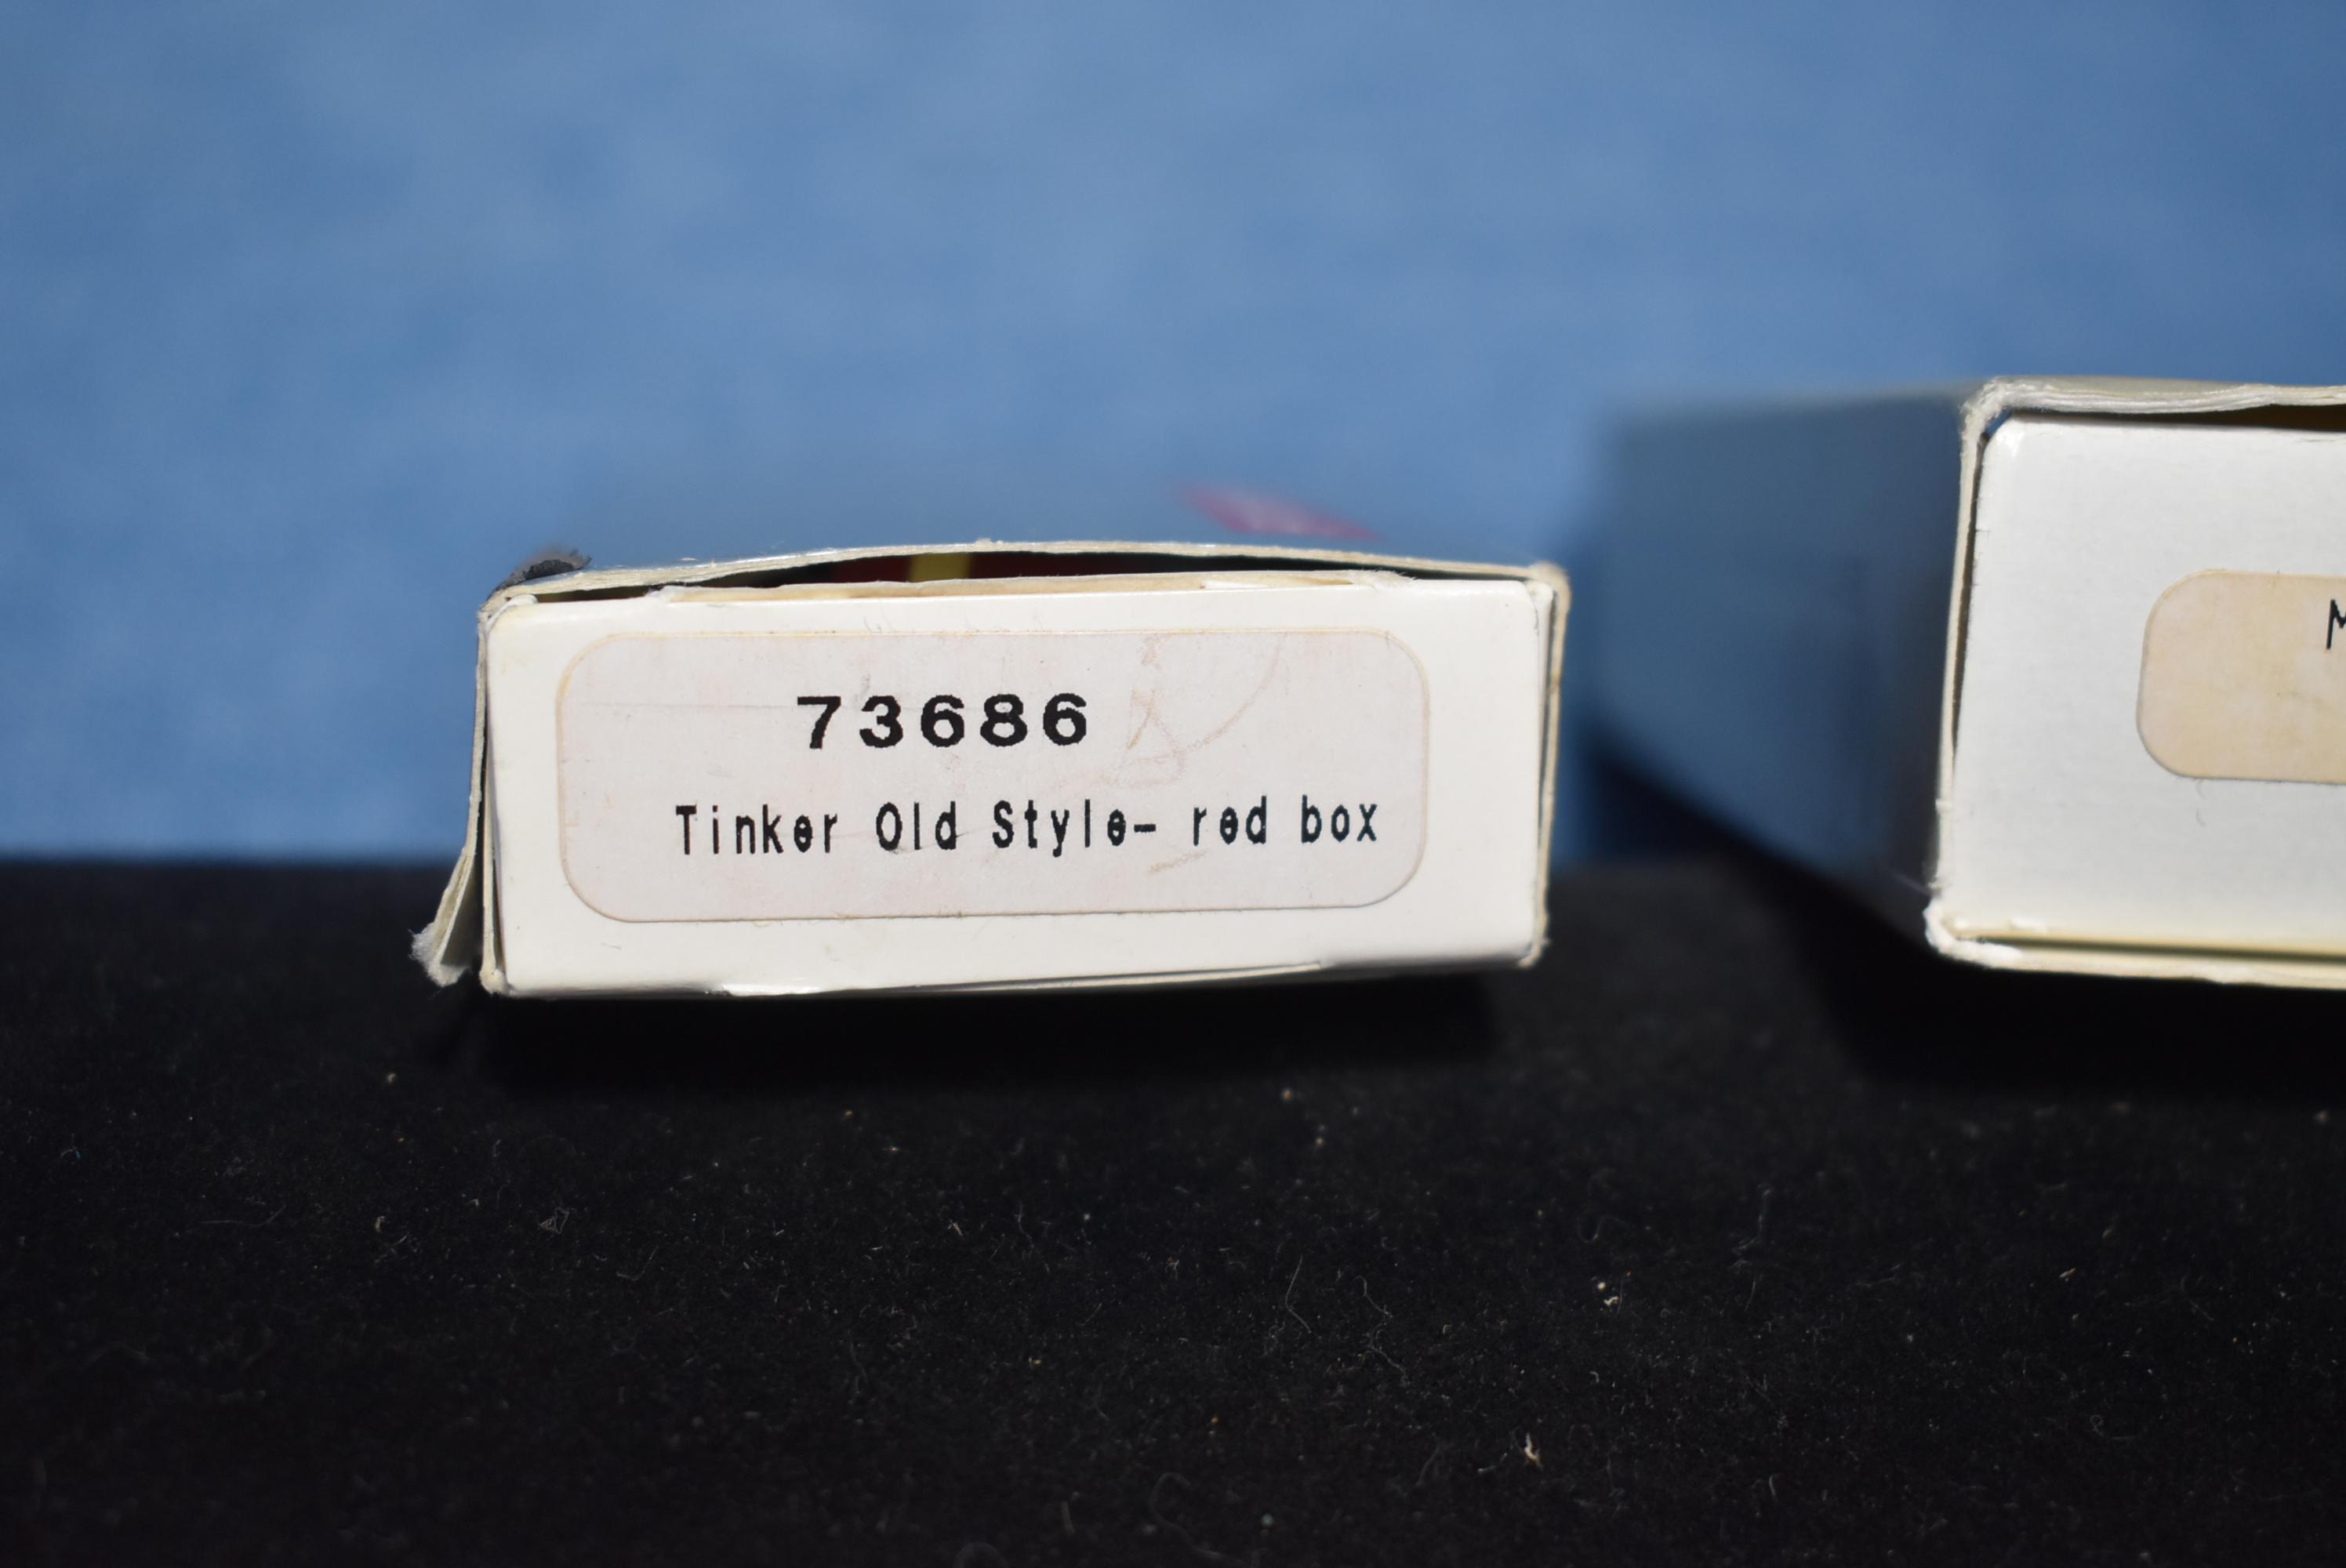 73686
Tinker Old Style- red box
M